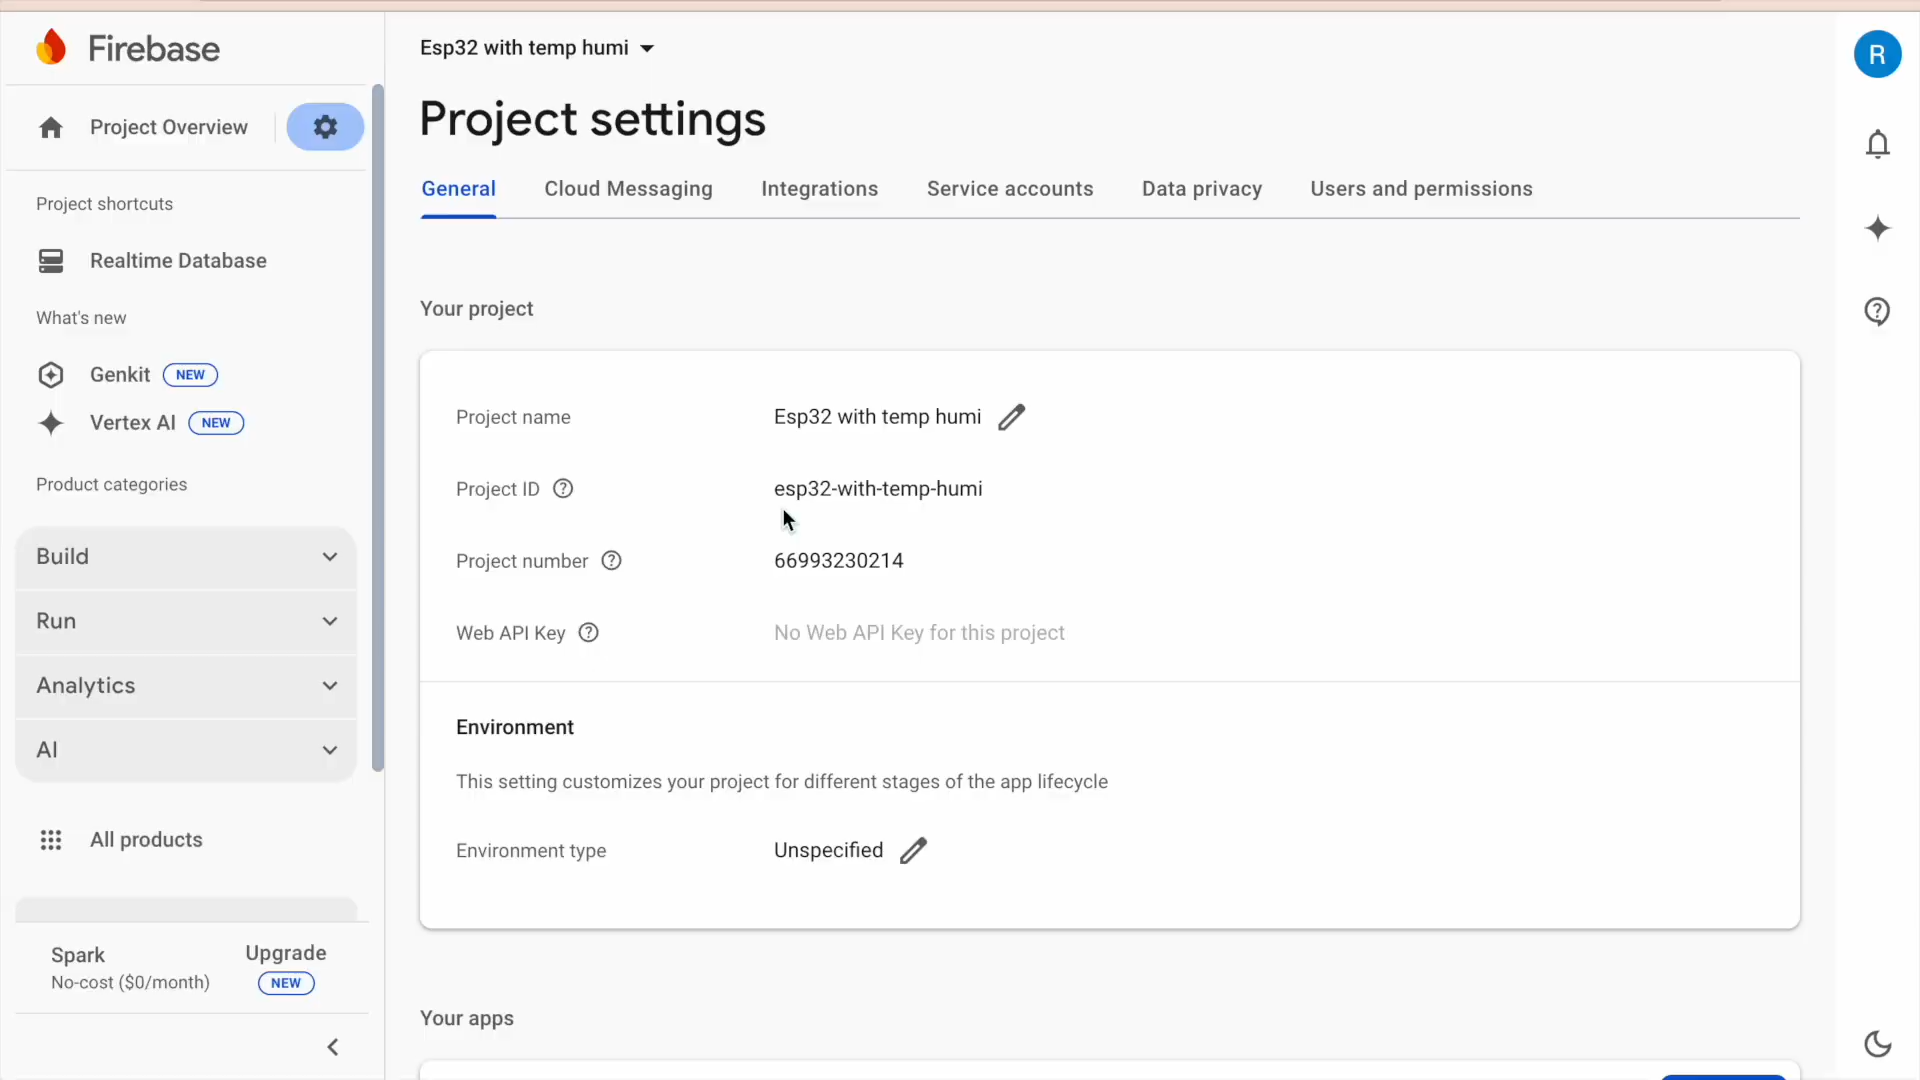 Firebase
Project Overview
Project shortcuts
Realtime Database
What's new
Genkit NEW
Vertex AI NEW
Product categories
Build
Run
Analytics
AI
All products
Spark
No-cost ($0/month)
Upgrade
NEW
Esp32 with temp humi
Project settings
General Cloud Messaging Integrations Service accounts Data privacy Users and permissions
Your project
Project name Esp32 with temp humi
Project ID esp32-with-temp-humi
Project number 66993230214
Web API Key No Web API Key for this project
Environment
This setting customizes your project for different stages of the app lifecycle
Environment type Unspecified
Your apps
R